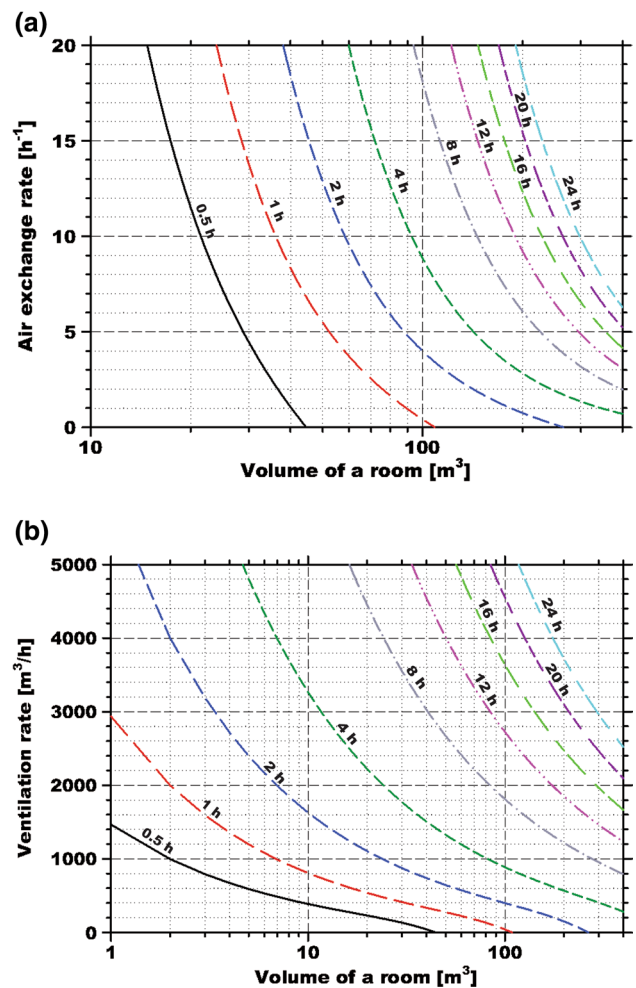 (a)
20
15
10
5
0
Air exchange rate [h-1]
0.5 h
1 h
2 h
4 h
8 h
12 h
16 h
20 h
24 h
10
100
Volume of a room [m3]
(b)
5000
4000
3000
2000
1000
0
Ventilation rate [m3/h]
0.5 h
1 h
2 h
4 h
8 h
12 h
16 h
20 h
24 h
1
10
100
Volume of a room [m3]